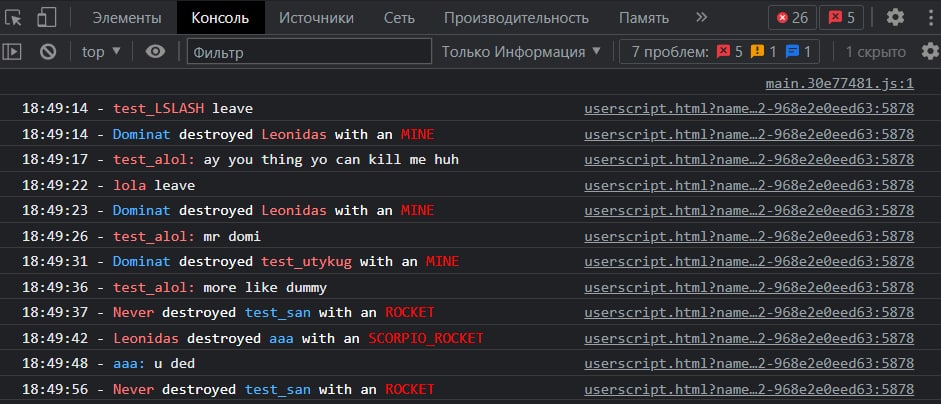 Элементы Консоль Источники Сеть Производительность Память 26 5
top Фильтр Только Информация 7 проблем: 5 1 1 1 скрыто
main.30e77481.js:1
18:49:14 - test_LSLASH leave userscript.html?name…2-968e2e0eed63:5878
18:49:14 - Dominat destroyed Leonidas with an MINE userscript.html?name…2-968e2e0eed63:5878
18:49:17 - test_alol: ay you thing yo can kill me huh userscript.html?name…2-968e2e0eed63:5878
18:49:22 - lola leave userscript.html?name…2-968e2e0eed63:5878
18:49:23 - Dominat destroyed Leonidas with an MINE userscript.html?name…2-968e2e0eed63:5878
18:49:26 - test_alol: mr domi userscript.html?name…2-968e2e0eed63:5878
18:49:31 - Dominat destroyed test_utykug with an MINE userscript.html?name…2-968e2e0eed63:5878
18:49:36 - test_alol: more like dummy userscript.html?name…2-968e2e0eed63:5878
18:49:37 - Never destroyed test_san with an ROCKET userscript.html?name…2-968e2e0eed63:5878
18:49:42 - Leonidas destroyed aaa with an SCORPIO_ROCKET userscript.html?name…2-968e2e0eed63:5878
18:49:48 - aaa: u ded userscript.html?name…2-968e2e0eed63:5878
18:49:56 - Never destroyed test_san with an ROCKET userscript.html?name…2-968e2e0eed63:5878